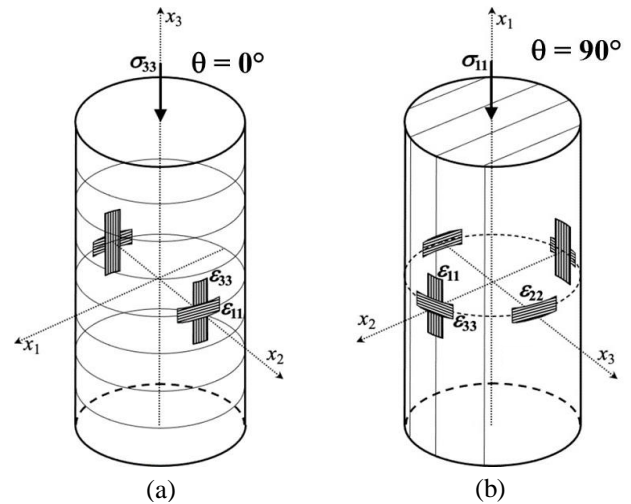 x3
σ33
θ = 0°
ε33
ε11
x1
x2
(a)
x1
σ11
θ = 90°
ε11
ε22
ε33
x2
x3
(b)